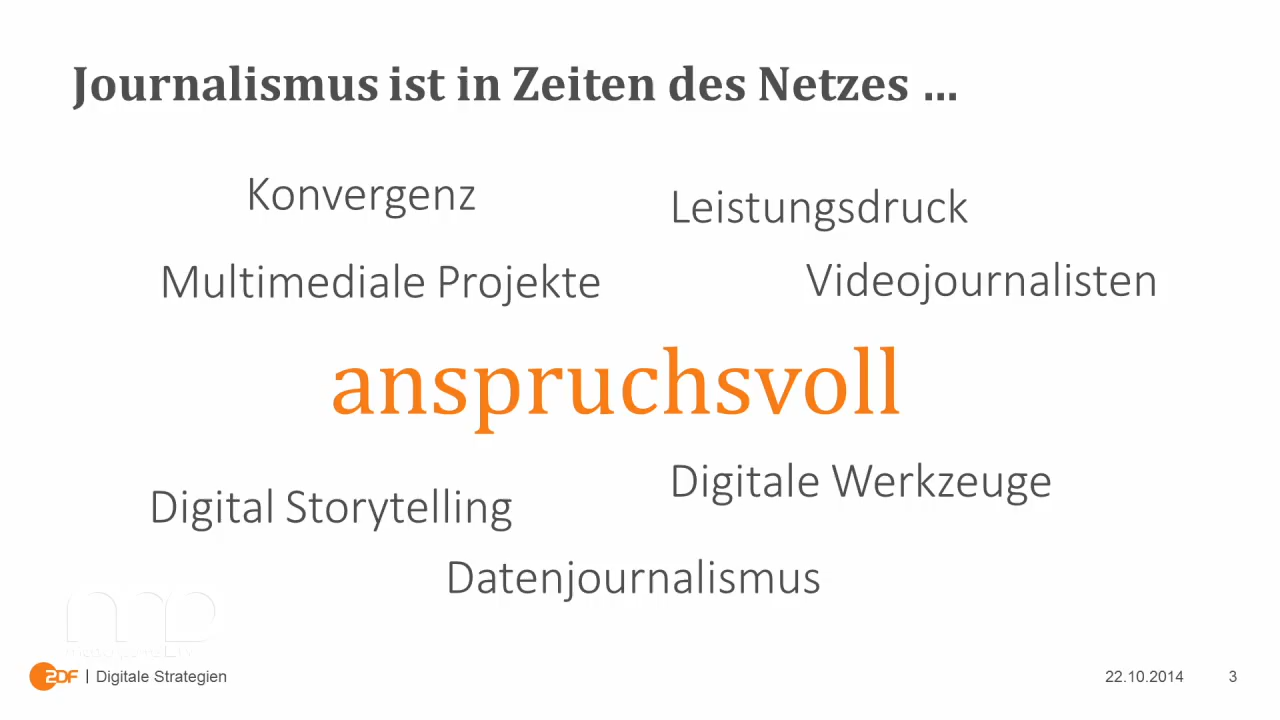 Journalismus ist in Zeiten des Netzes ...
Konvergenz
Leistungsdruck
Multimediale Projekte
Videojournalisten
anspruchsvoll
Digitale Werkzeuge
Digital Storytelling
Datenjournalismus
ZDF | Digitale Strategien
22.10.2014
3